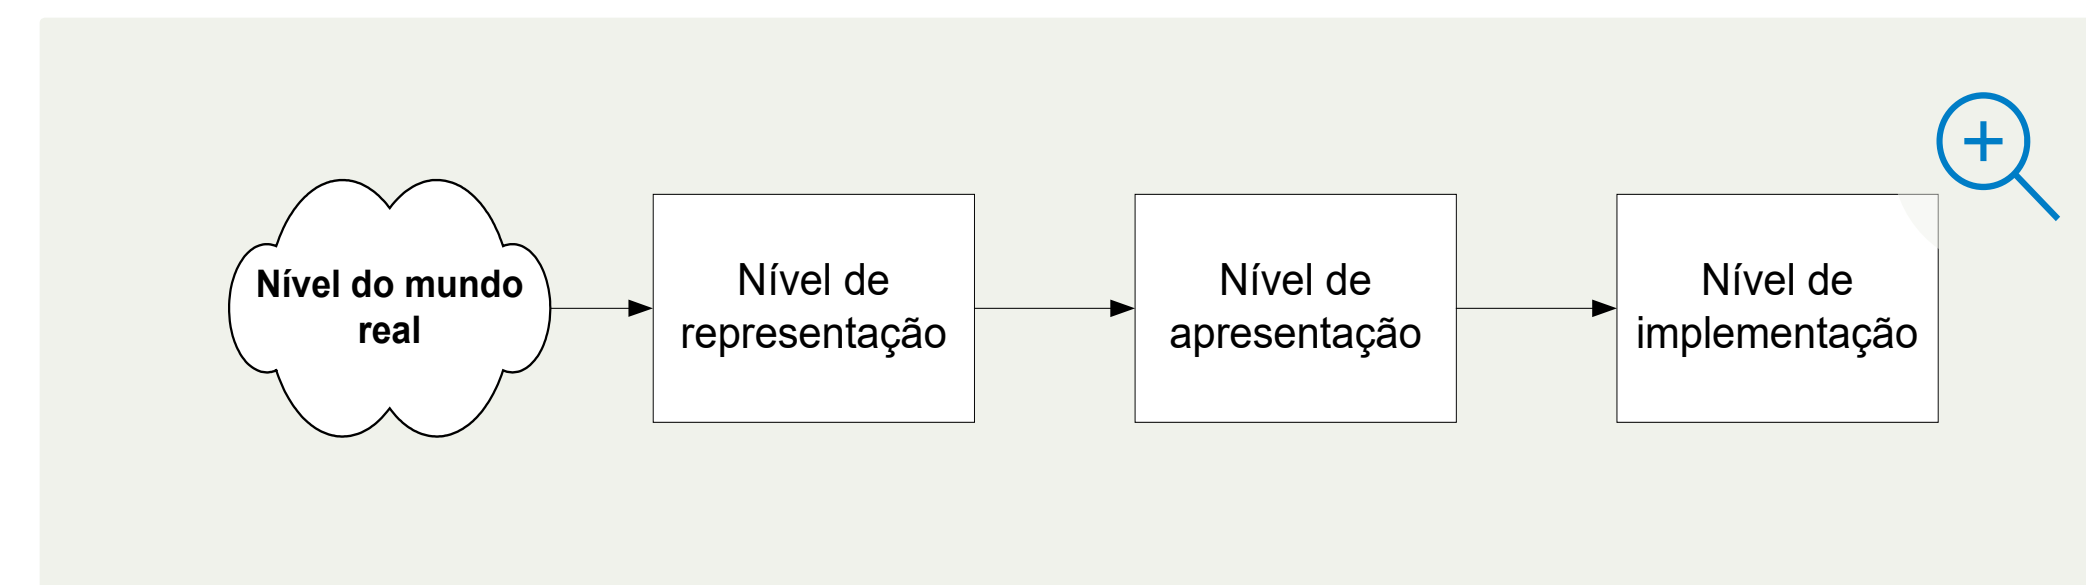 Nível do mundo
real
Nível de
representação
Nível de
apresentação
Nível de
implementação